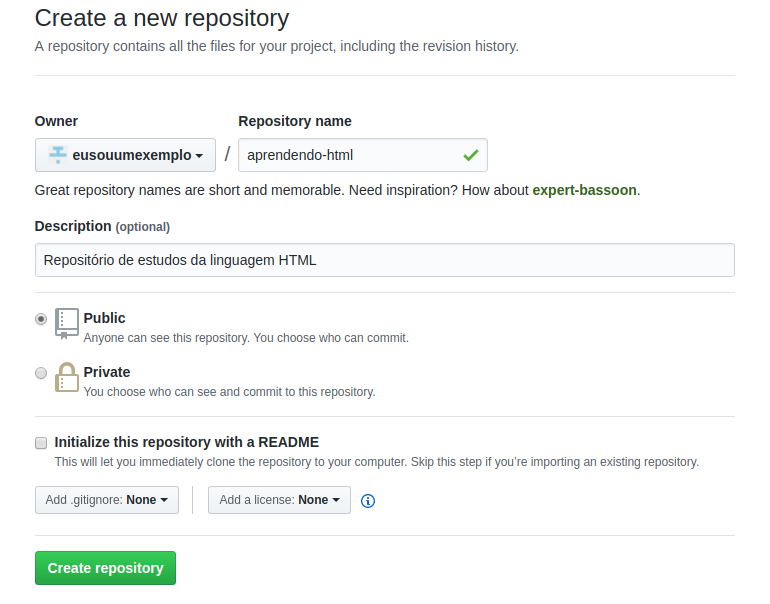 Create a new repository
A repository contains all the files for your project, including the revision history.
Owner
Repository name
eusouumexemplo
/
aprendendo-html
Great repository names are short and memorable. Need inspiration? How about expert-bassoon.
Description (optional)
Repositório de estudos da linguagem HTML
Public
Anyone can see this repository. You choose who can commit.
Private
You choose who can see and commit to this repository.
Initialize this repository with a README
This will let you immediately clone the repository to your computer. Skip this step if you’re importing an existing repository.
Add .gitignore: None
Add a license: None
Create repository